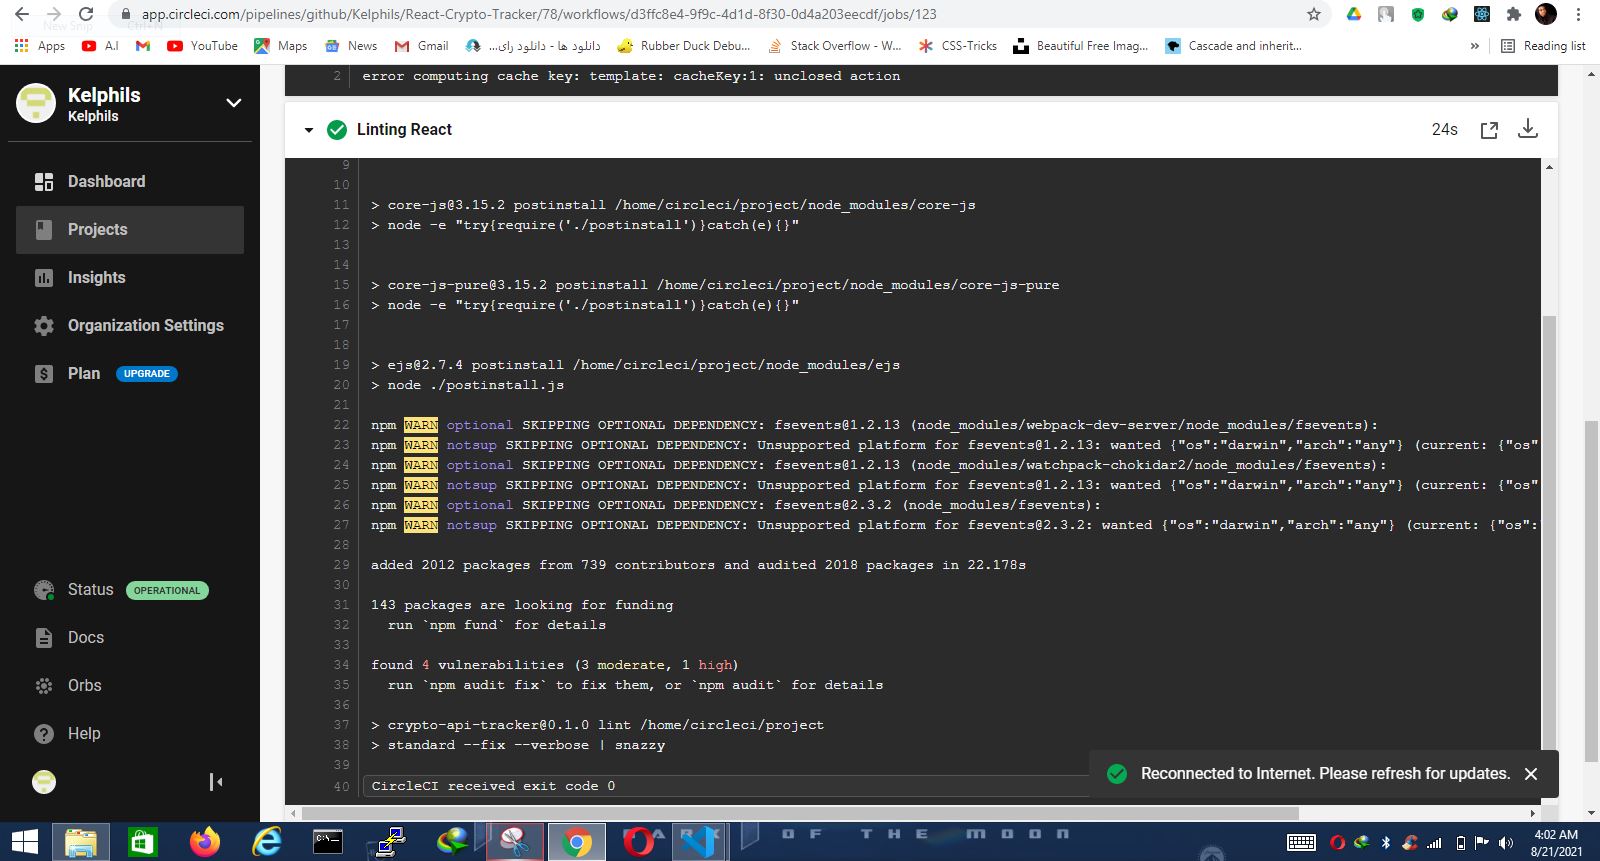 app.circleci.com/pipelines/github/Kelphils/React-Crypto-Tracker/78/workflows/d3ffc8e4-9f9c-4d1d-8f30-0d4a203eecdf/jobs/123
Apps A.I YouTube Maps News Gmail دانلود ها - دانلود رای... Rubber Duck Debu... Stack Overflow - W... CSS-Tricks Beautiful Free Imag... Cascade and inherit... » Reading list
Kelphils
Kelphils
Dashboard
Projects
Insights
Organization Settings
Plan UPGRADE
Status OPERATIONAL
Docs
Orbs
Help
2 error computing cache key: template: cacheKey:1: unclosed action
Linting React 24s
9
10
11 > core-js@3.15.2 postinstall /home/circleci/project/node_modules/core-js
12 > node -e "try{require('./postinstall')}catch(e){}"
13
14
15 > core-js-pure@3.15.2 postinstall /home/circleci/project/node_modules/core-js-pure
16 > node -e "try{require('./postinstall')}catch(e){}"
17
18
19 > ejs@2.7.4 postinstall /home/circleci/project/node_modules/ejs
20 > node ./postinstall.js
21
22 npm WARN optional SKIPPING OPTIONAL DEPENDENCY: fsevents@1.2.13 (node_modules/webpack-dev-server/node_modules/fsevents):
23 npm WARN notsup SKIPPING OPTIONAL DEPENDENCY: Unsupported platform for fsevents@1.2.13: wanted {"os":"darwin","arch":"any"} (current: {"os"
24 npm WARN optional SKIPPING OPTIONAL DEPENDENCY: fsevents@1.2.13 (node_modules/watchpack-chokidar2/node_modules/fsevents):
25 npm WARN notsup SKIPPING OPTIONAL DEPENDENCY: Unsupported platform for fsevents@1.2.13: wanted {"os":"darwin","arch":"any"} (current: {"os"
26 npm WARN optional SKIPPING OPTIONAL DEPENDENCY: fsevents@2.3.2 (node_modules/fsevents):
27 npm WARN notsup SKIPPING OPTIONAL DEPENDENCY: Unsupported platform for fsevents@2.3.2: wanted {"os":"darwin","arch":"any"} (current: {"os":
28
29 added 2012 packages from 739 contributors and audited 2018 packages in 22.178s
30
31 143 packages are looking for funding
32 run `npm fund` for details
33
34 found 4 vulnerabilities (3 moderate, 1 high)
35 run `npm audit fix` to fix them, or `npm audit` for details
36
37 > crypto-api-tracker@0.1.0 lint /home/circleci/project
38 > standard --fix --verbose | snazzy
39
40 CircleCI received exit code 0
Reconnected to Internet. Please refresh for updates.
OF THE MOON
4:02 AM
8/21/2021